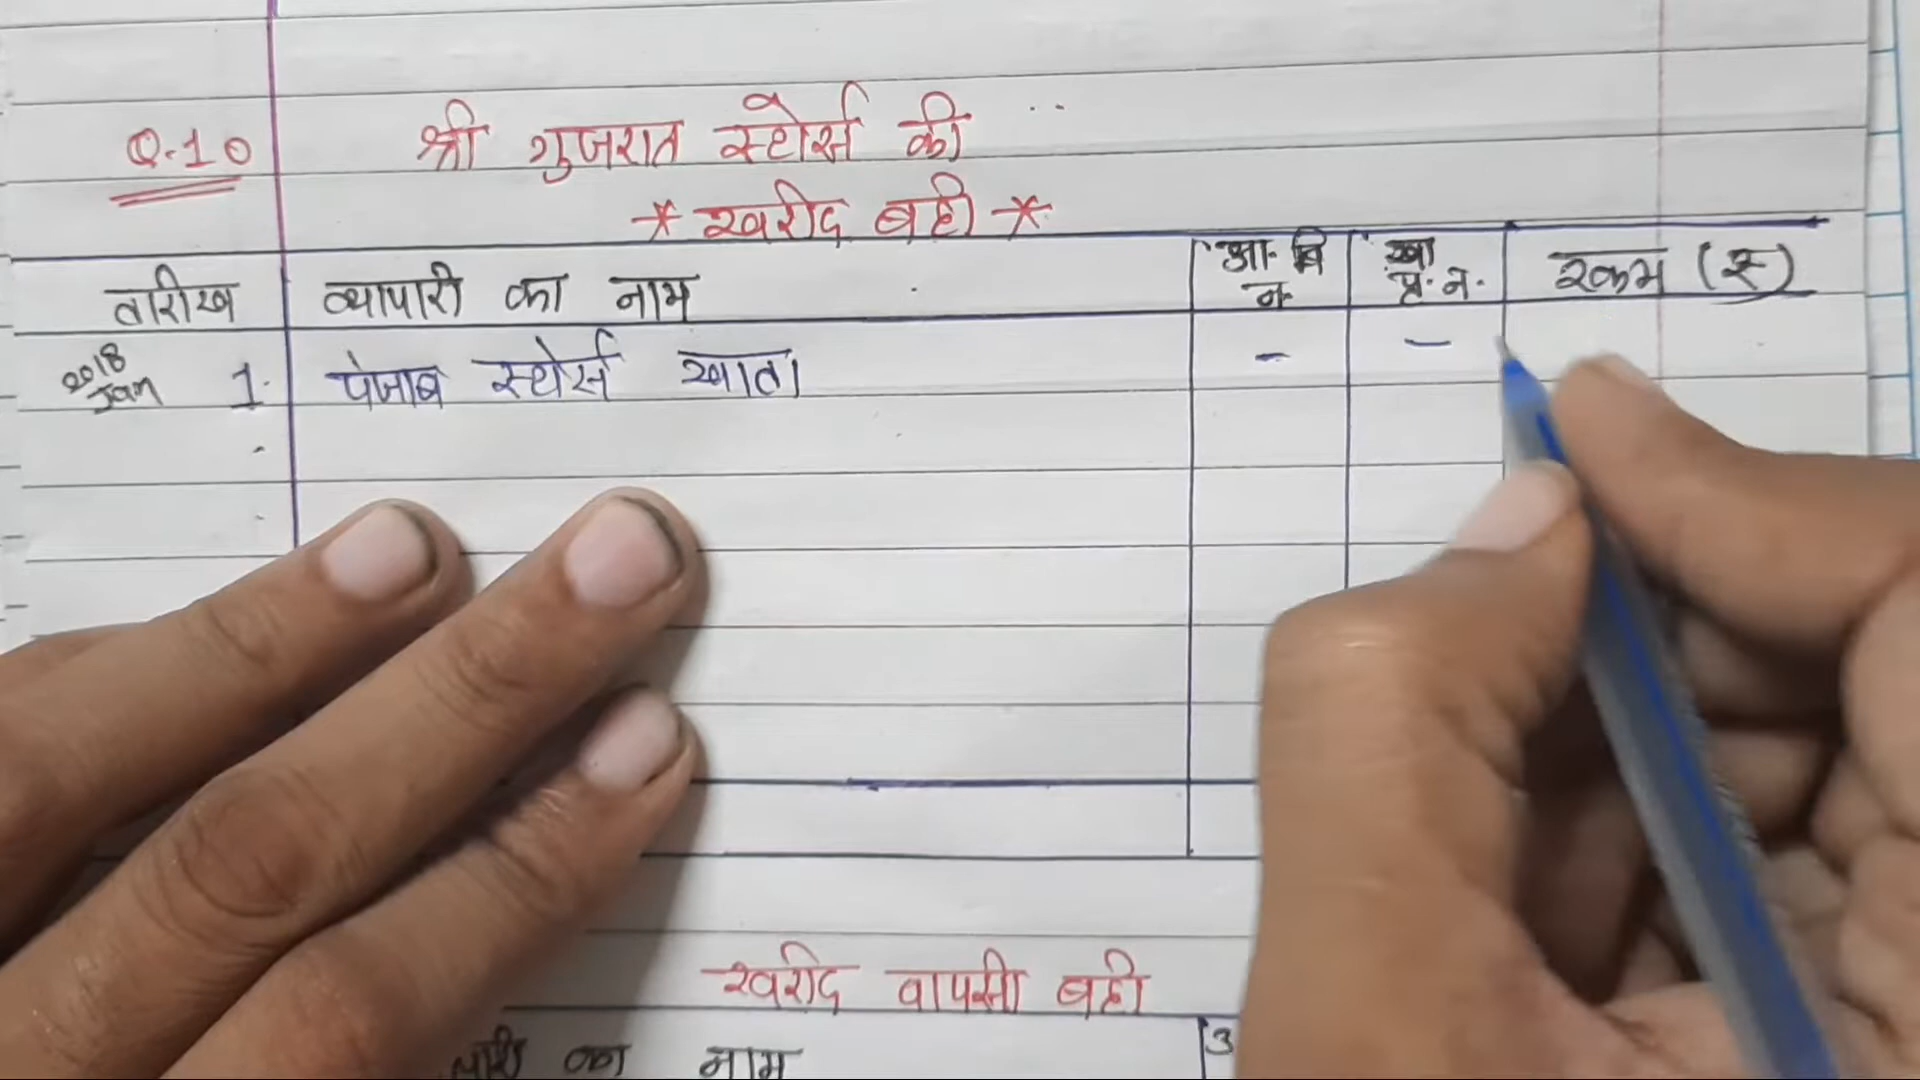 Q.10 श्री गुजरात स्टोर्स की
* खरीद बही *
तारीख व्यापारी का नाम आ. बि न. खा पृ. न. रकम (₹)
2018 Jan 1. पंजाब स्टोर्स खाता - -
खरीद वापसी बही
का नाम